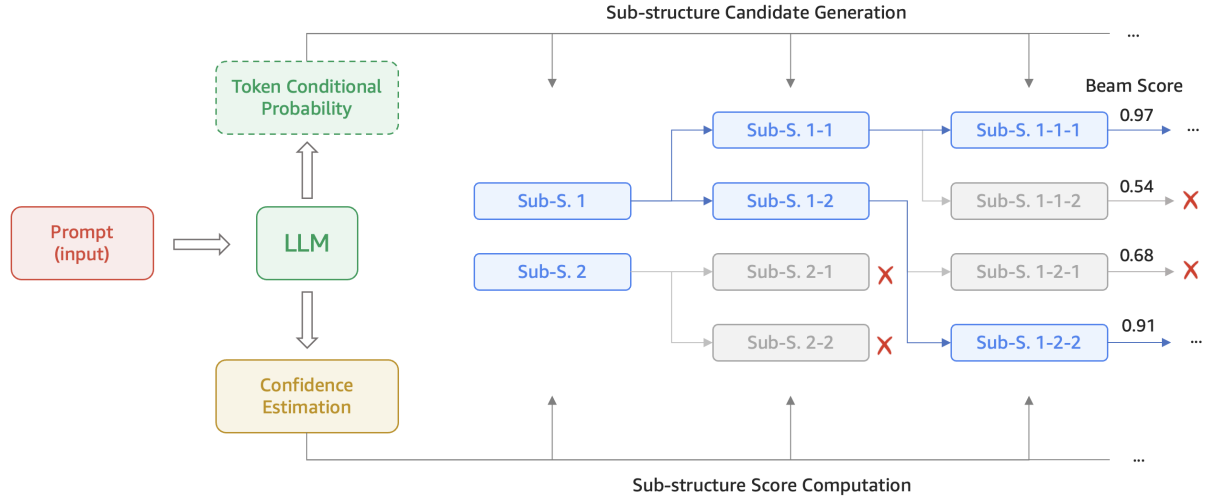 Sub-structure Candidate Generation
...
Token Conditional
Probability
Beam Score
Sub-S. 1-1
Sub-S. 1-1-1
0.97
...
Prompt
(input)
LLM
Sub-S. 1
Sub-S. 1-2
Sub-S. 1-1-2
0.54
Sub-S. 2
Sub-S. 2-1
Sub-S. 1-2-1
0.68
Sub-S. 2-2
Sub-S. 1-2-2
0.91
...
Confidence
Estimation
...
Sub-structure Score Computation